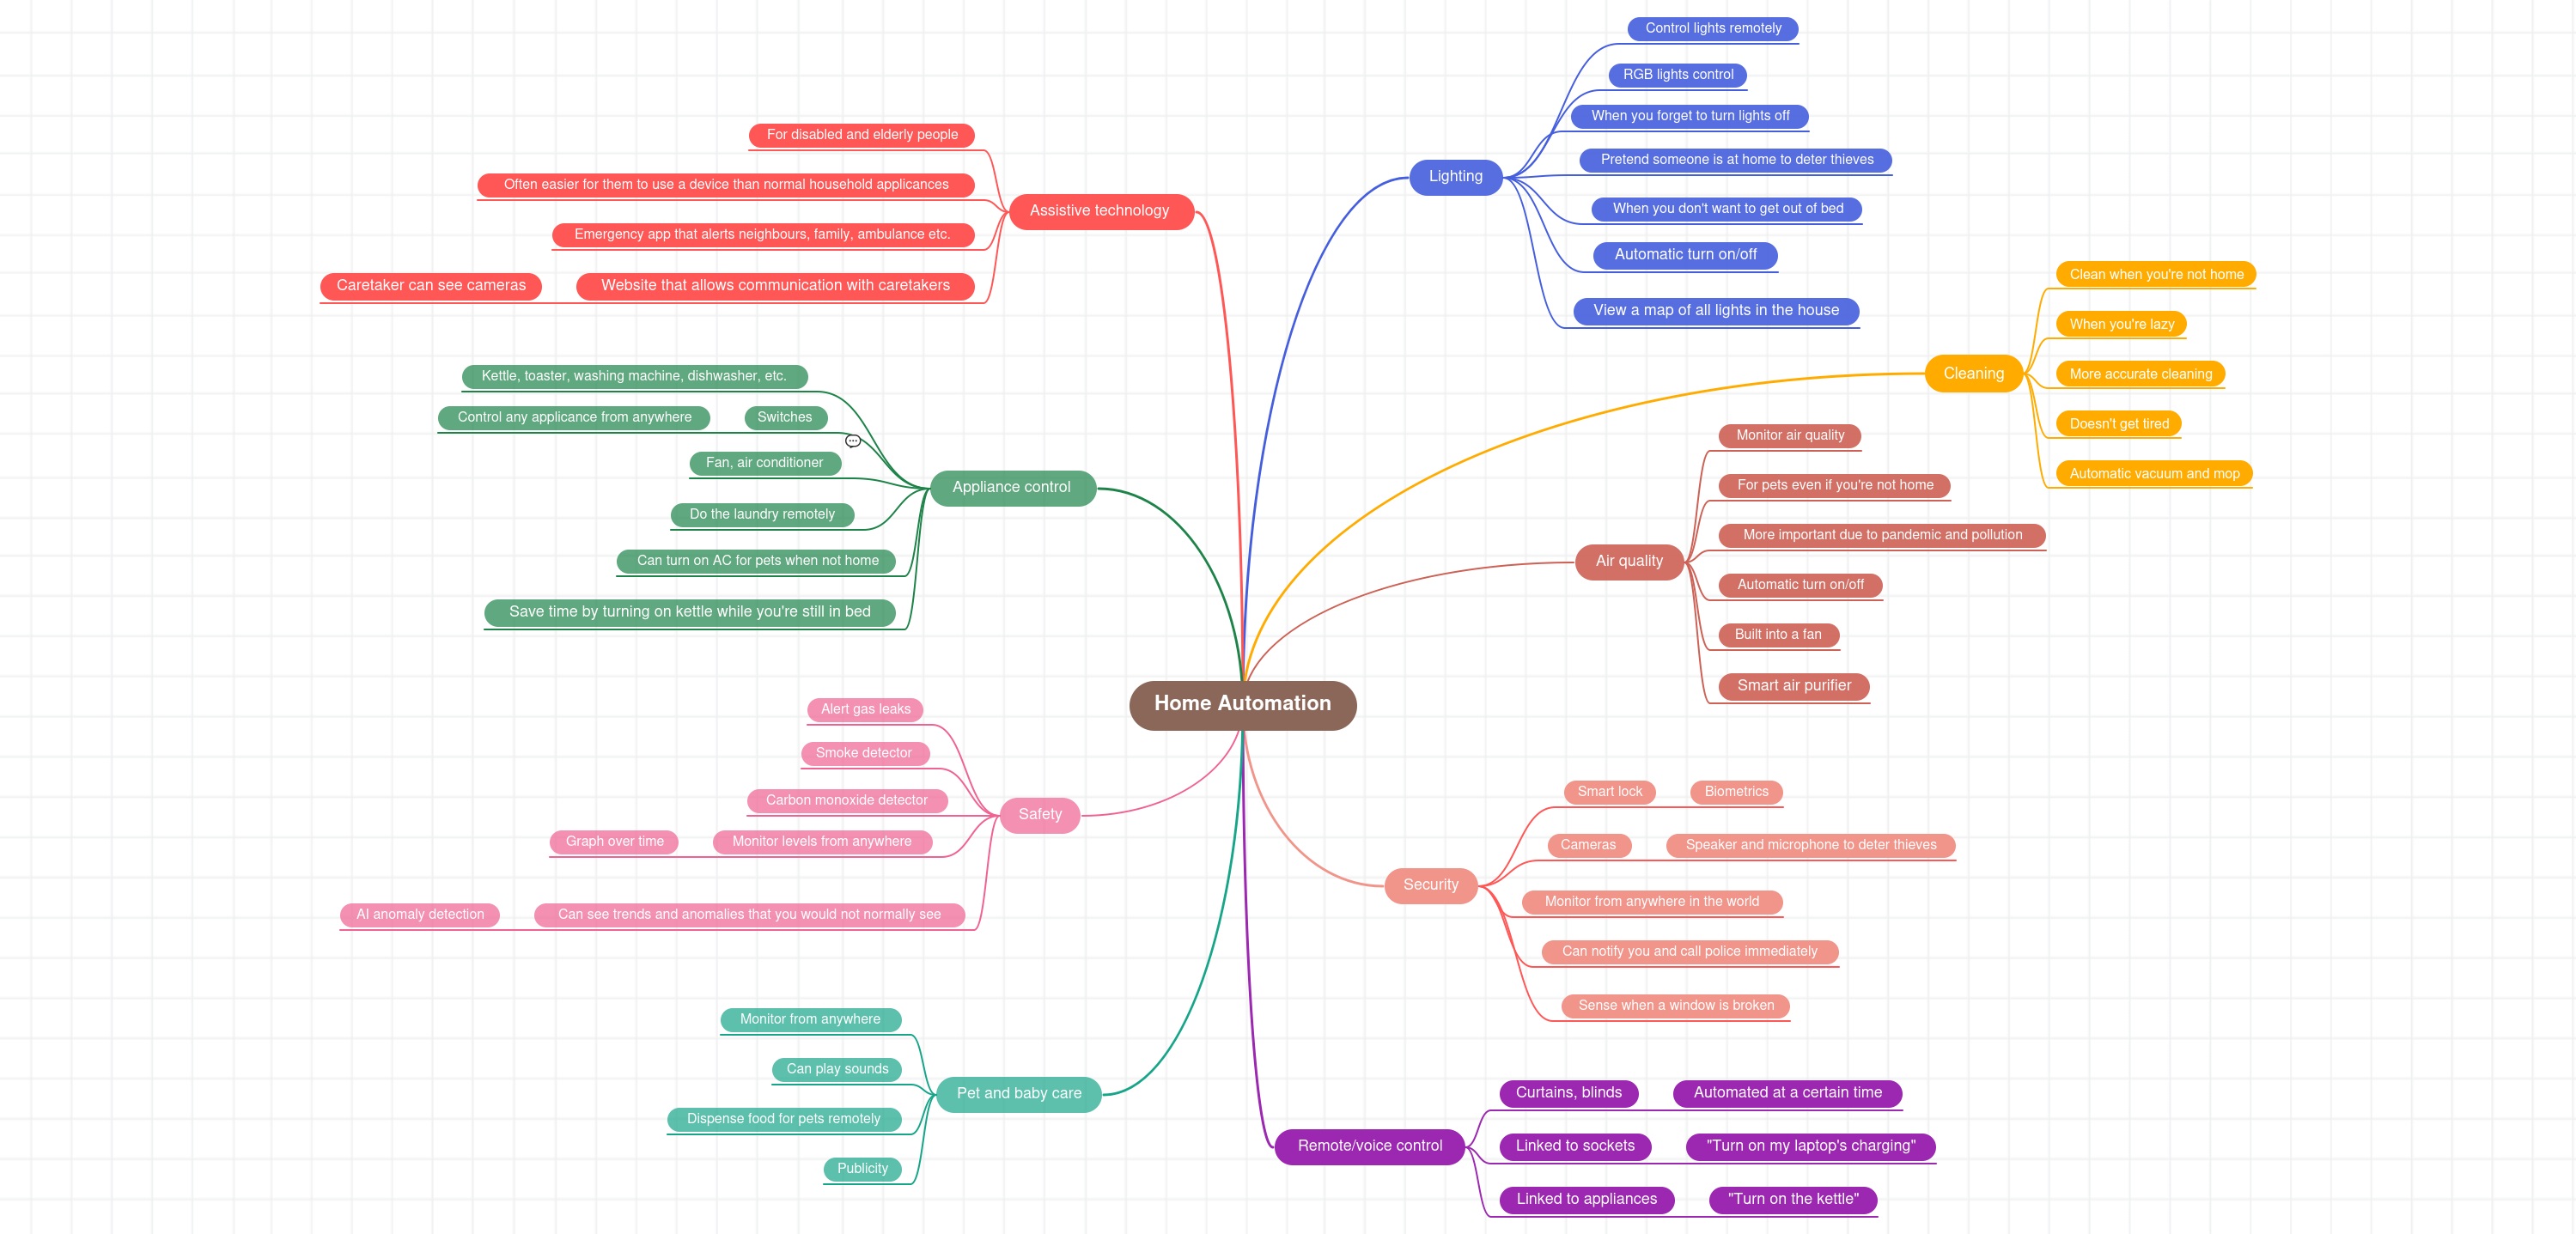 Home Automation
Assistive technology
For disabled and elderly people
Often easier for them to use a device than normal household applicances
Emergency app that alerts neighbours, family, ambulance etc.
Website that allows communication with caretakers
Caretaker can see cameras
Appliance control
Kettle, toaster, washing machine, dishwasher, etc.
Switches
Control any applicance from anywhere
Fan, air conditioner
Do the laundry remotely
Can turn on AC for pets when not home
Save time by turning on kettle while you're still in bed
Safety
Alert gas leaks
Smoke detector
Carbon monoxide detector
Monitor levels from anywhere
Graph over time
Can see trends and anomalies that you would not normally see
AI anomaly detection
Pet and baby care
Monitor from anywhere
Can play sounds
Dispense food for pets remotely
Publicity
Lighting
Control lights remotely
RGB lights control
When you forget to turn lights off
Pretend someone is at home to deter thieves
When you don't want to get out of bed
Automatic turn on/off
View a map of all lights in the house
Cleaning
Clean when you're not home
When you're lazy
More accurate cleaning
Doesn't get tired
Automatic vacuum and mop
Air quality
Monitor air quality
For pets even if you're not home
More important due to pandemic and pollution
Automatic turn on/off
Built into a fan
Smart air purifier
Security
Smart lock
Biometrics
Cameras
Speaker and microphone to deter thieves
Monitor from anywhere in the world
Can notify you and call police immediately
Sense when a window is broken
Remote/voice control
Curtains, blinds
Automated at a certain time
Linked to sockets
"Turn on my laptop's charging"
Linked to appliances
"Turn on the kettle"